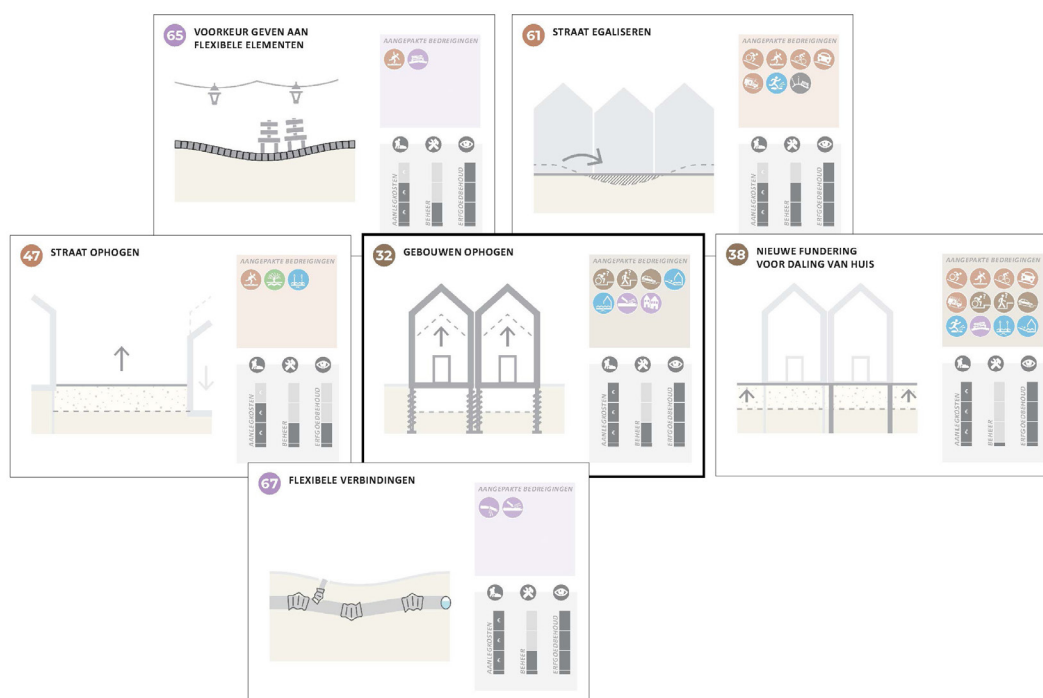 65
VOORKEUR GEVEN AAN
FLEXIBELE ELEMENTEN
AANGEPAKTE BEDREIGINGEN
AANLEGKOSTEN
€
€
€
BEHEER
ERFGOEDBEHOUD
61
STRAAT EGALISEREN
AANGEPAKTE BEDREIGINGEN
AANLEGKOSTEN
€
€
€
BEHEER
ERFGOEDBEHOUD
47
STRAAT OPHOGEN
AANGEPAKTE BEDREIGINGEN
AANLEGKOSTEN
€
€
€
BEHEER
ERFGOEDBEHOUD
32
GEBOUWEN OPHOGEN
AANGEPAKTE BEDREIGINGEN
AANLEGKOSTEN
€
€
€
BEHEER
ERFGOEDBEHOUD
38
NIEUWE FUNDERING
VOOR DALING VAN HUIS
AANGEPAKTE BEDREIGINGEN
AANLEGKOSTEN
€
€
€
BEHEER
ERFGOEDBEHOUD
67
FLEXIBELE VERBINDINGEN
AANGEPAKTE BEDREIGINGEN
AANLEGKOSTEN
€
€
€
BEHEER
ERFGOEDBEHOUD